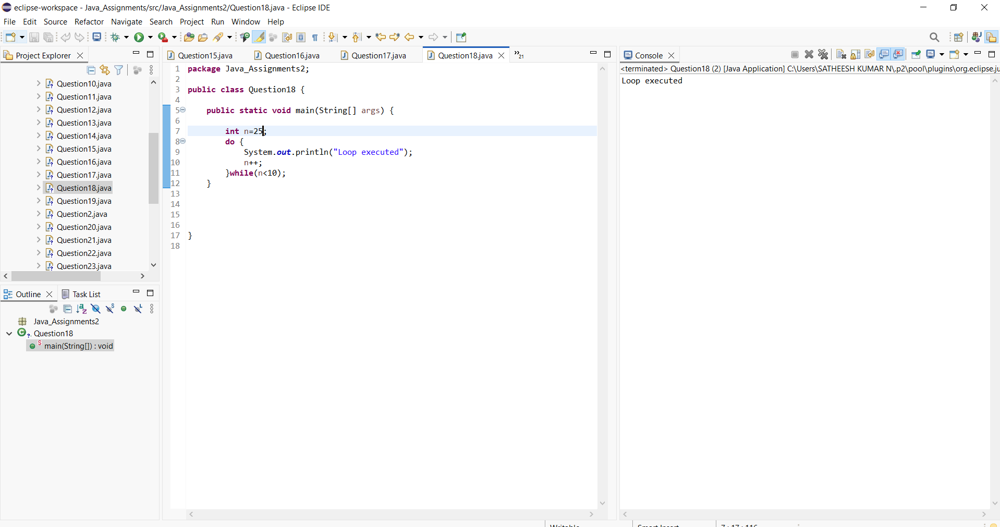 eclipse-workspace - Java_Assignments/src/Java_Assignments2/Question18.java - Eclipse IDE
File Edit Source Refactor Navigate Search Project Run Window Help
Project Explorer
Question10.java
Question11.java
Question12.java
Question13.java
Question14.java
Question15.java
Question16.java
Question17.java
Question18.java
Question19.java
Question2.java
Question20.java
Question21.java
Question22.java
Question23.java
Outline Task List
Java_Assignments2
Question18
main(String[]) : void
Question15.java Question16.java Question17.java Question18.java »21
1 package Java_Assignments2;
2
3 public class Question18 {
4
5 public static void main(String[] args) {
6
7 int n=25;
8 do {
9 System.out.println("Loop executed");
10 n++;
11 }while(n<10);
12 }
13
14
15
16
17 }
18
Console
<terminated> Question18 (2) [Java Application] C:\Users\SATHEESH KUMAR N\.p2\pool\plugins\org.eclipse.ju
Loop executed
Writable Smart Insert 7 : 17 : 116